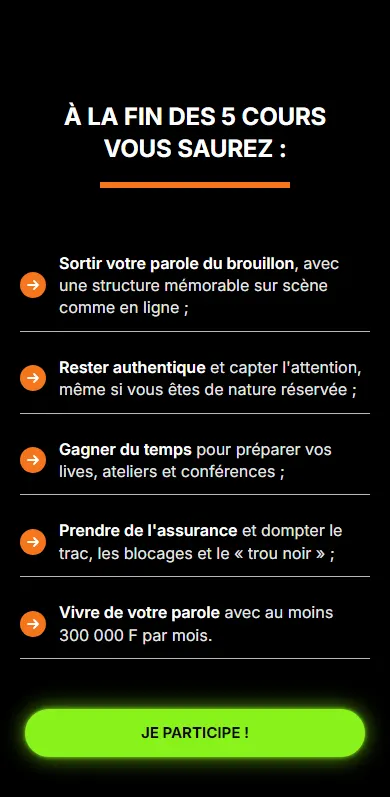 À LA FIN DES 5 COURS
VOUS SAUREZ :
Sortir votre parole du brouillon, avec
une structure mémorable sur scène
comme en ligne ;
Rester authentique et capter l'attention,
même si vous êtes de nature réservée ;
Gagner du temps pour préparer vos
lives, ateliers et conférences ;
Prendre de l'assurance et dompter le
trac, les blocages et le « trou noir » ;
Vivre de votre parole avec au moins
300 000 F par mois.
JE PARTICIPE !